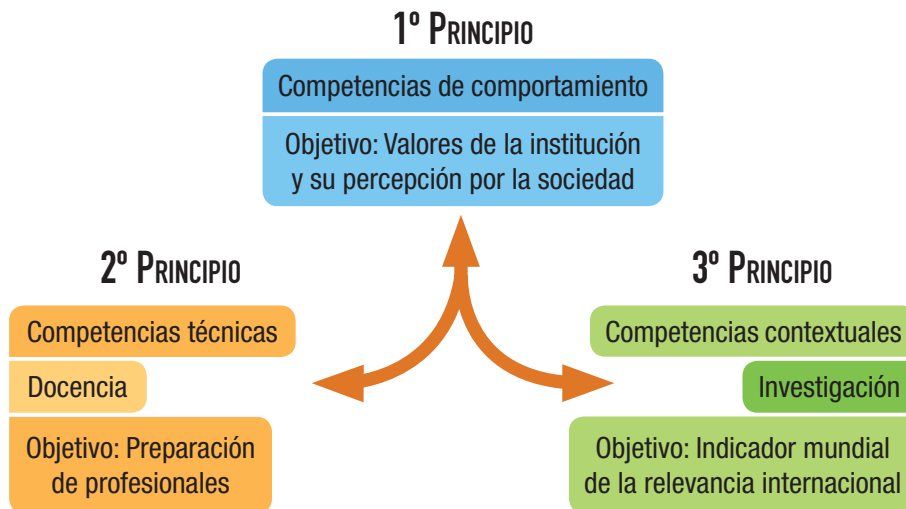 1º PRINCIPIO
Competencias de comportamiento
Objetivo: Valores de la institución
y su percepción por la sociedad
2º PRINCIPIO
Competencias técnicas
Docencia
Objetivo: Preparación
de profesionales
3º PRINCIPIO
Competencias contextuales
Investigación
Objetivo: Indicador mundial
de la relevancia internacional